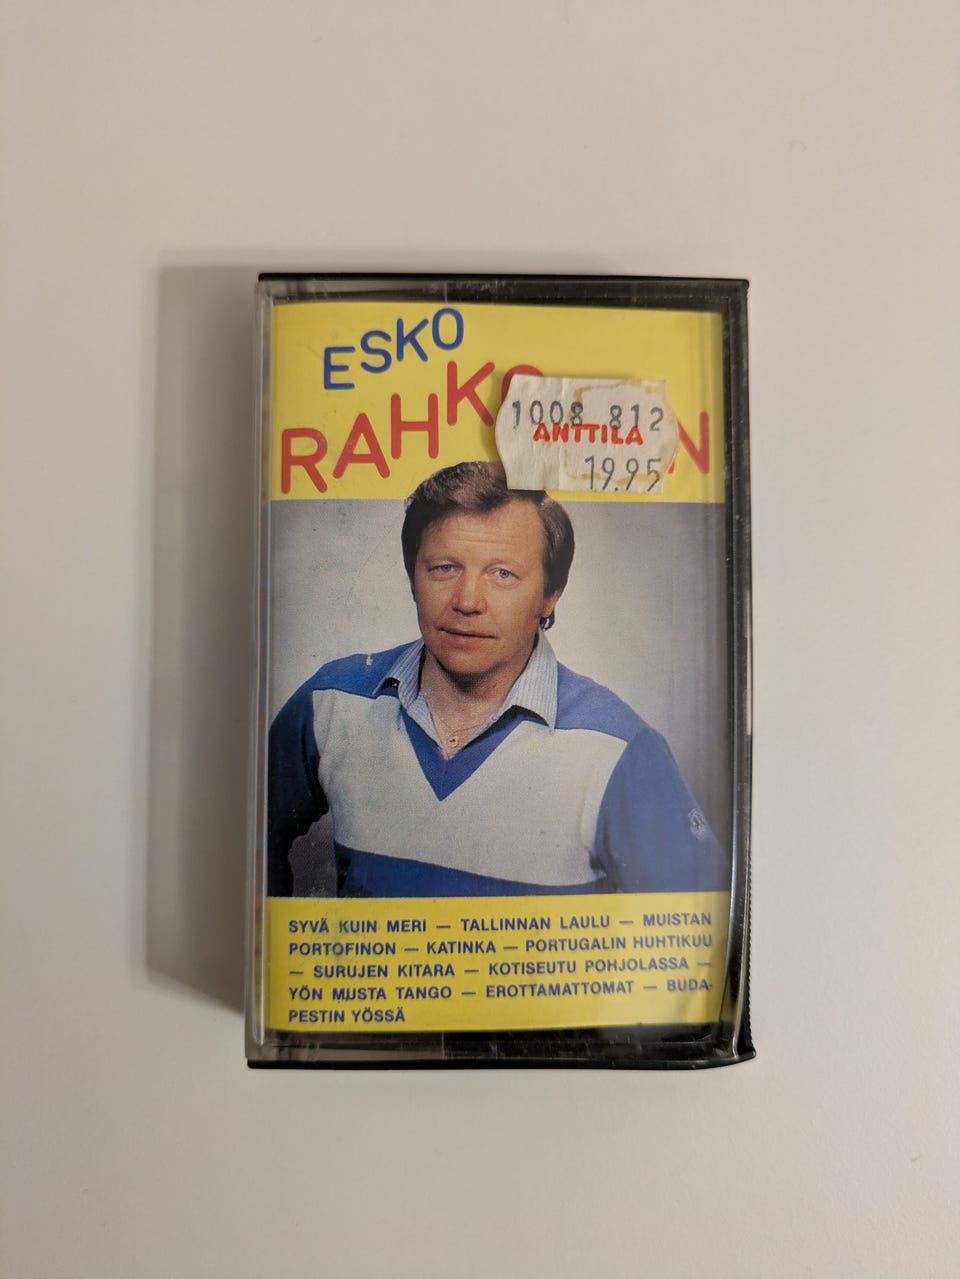 ESKO
RAHKO N
1008 812
ANTTILA
19.95
SYVÄ KUIN MERI — TALLINNAN LAULU — MUISTAN
PORTOFINON — KATINKA — PORTUGALIN HUHTIKUU
— SURUJEN KITARA — KOTISEUTU POHJOLASSA —
YÖN MUSTA TANGO — EROTTAMATTOMAT — BUDA-
PESTIN YÖSSÄ